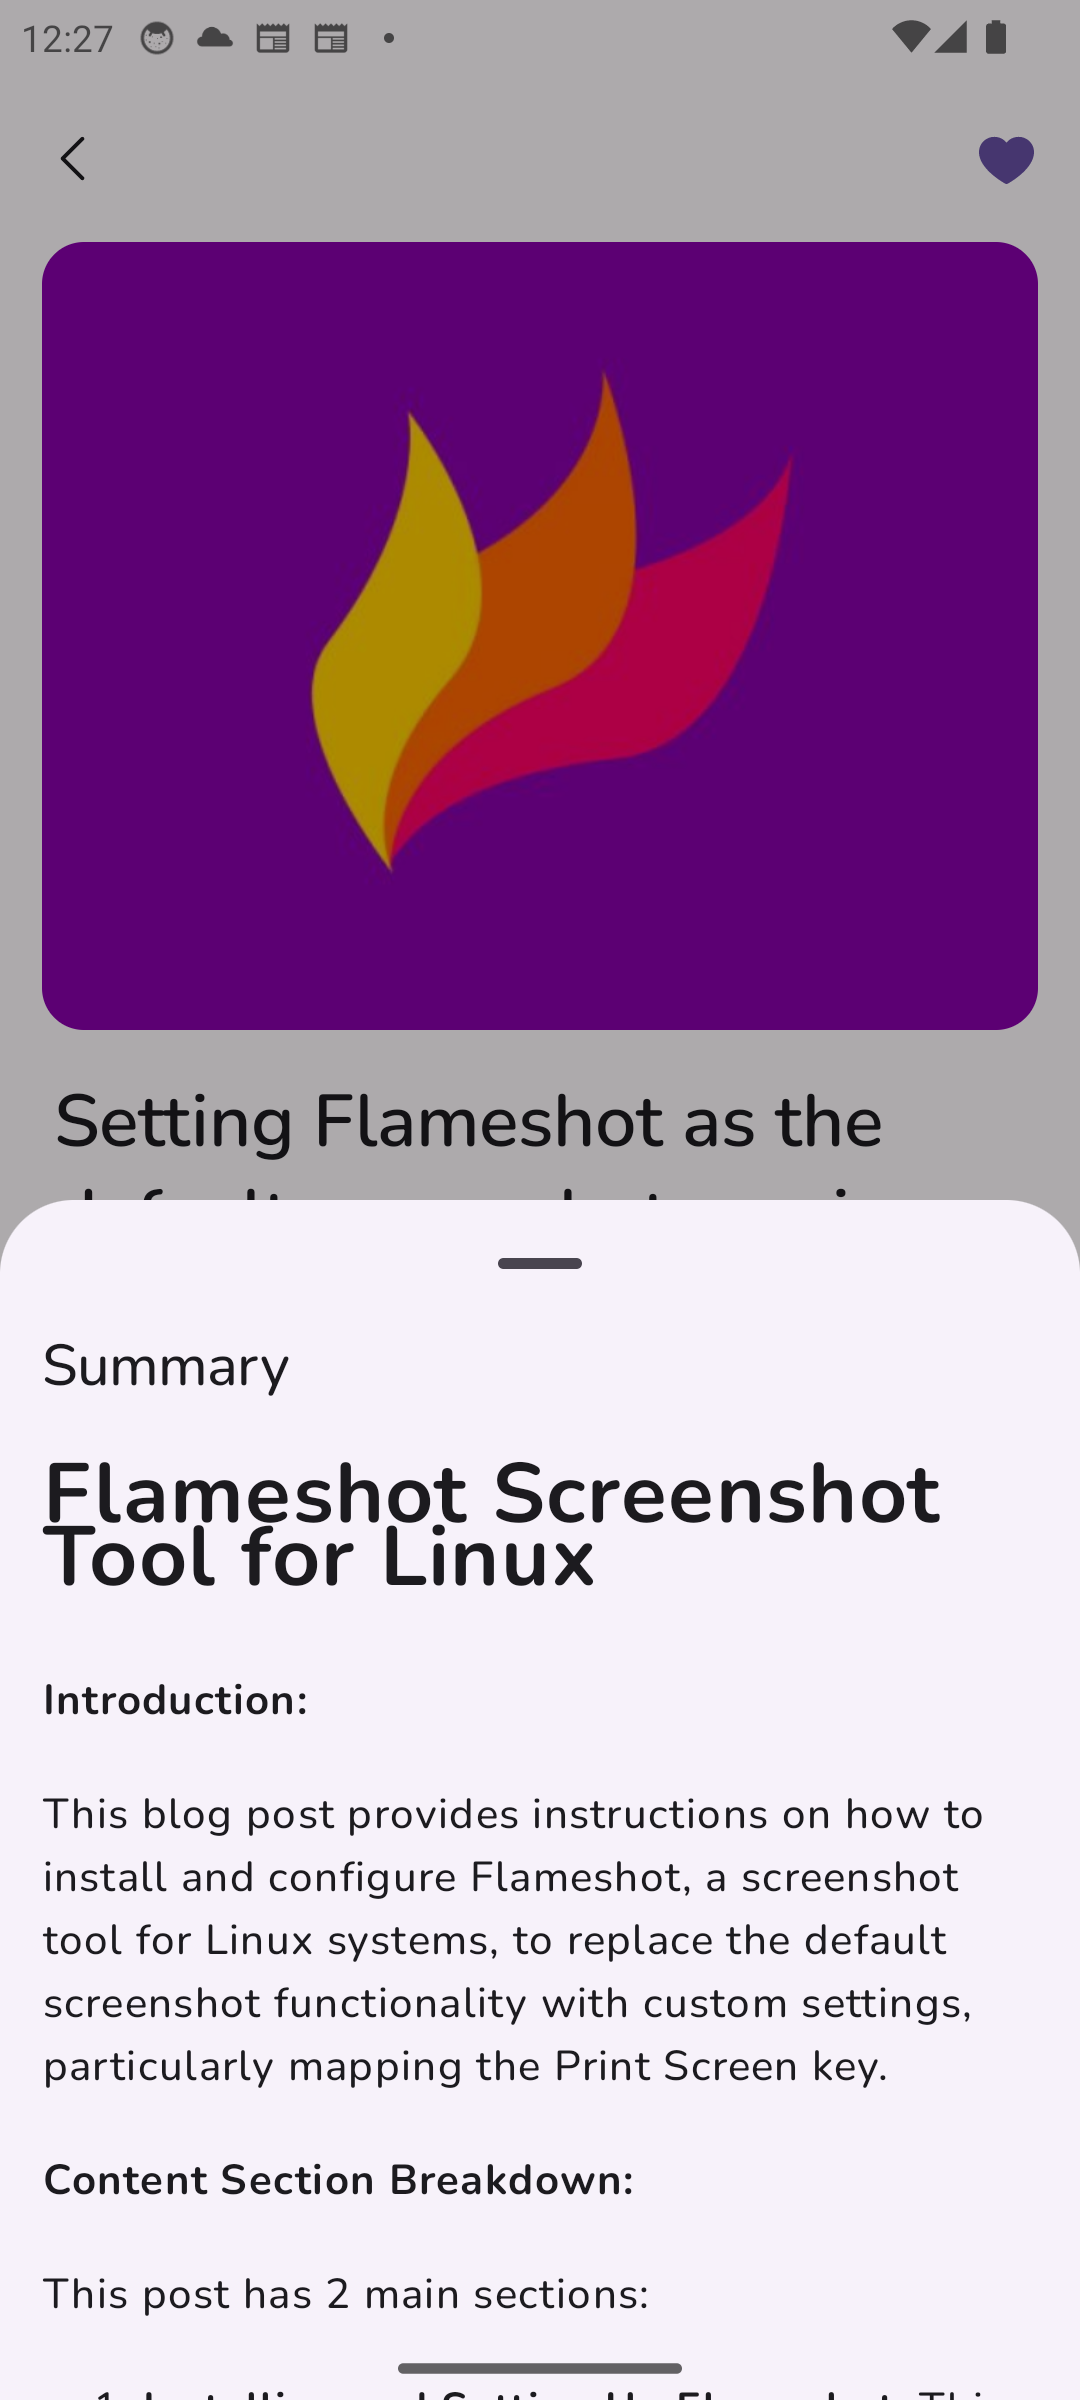 12:27
Setting Flameshot as the
Summary
Flameshot Screenshot
Tool for Linux
Introduction:
This blog post provides instructions on how to
install and configure Flameshot, a screenshot
tool for Linux systems, to replace the default
screenshot functionality with custom settings,
particularly mapping the Print Screen key.
Content Section Breakdown:
This post has 2 main sections: